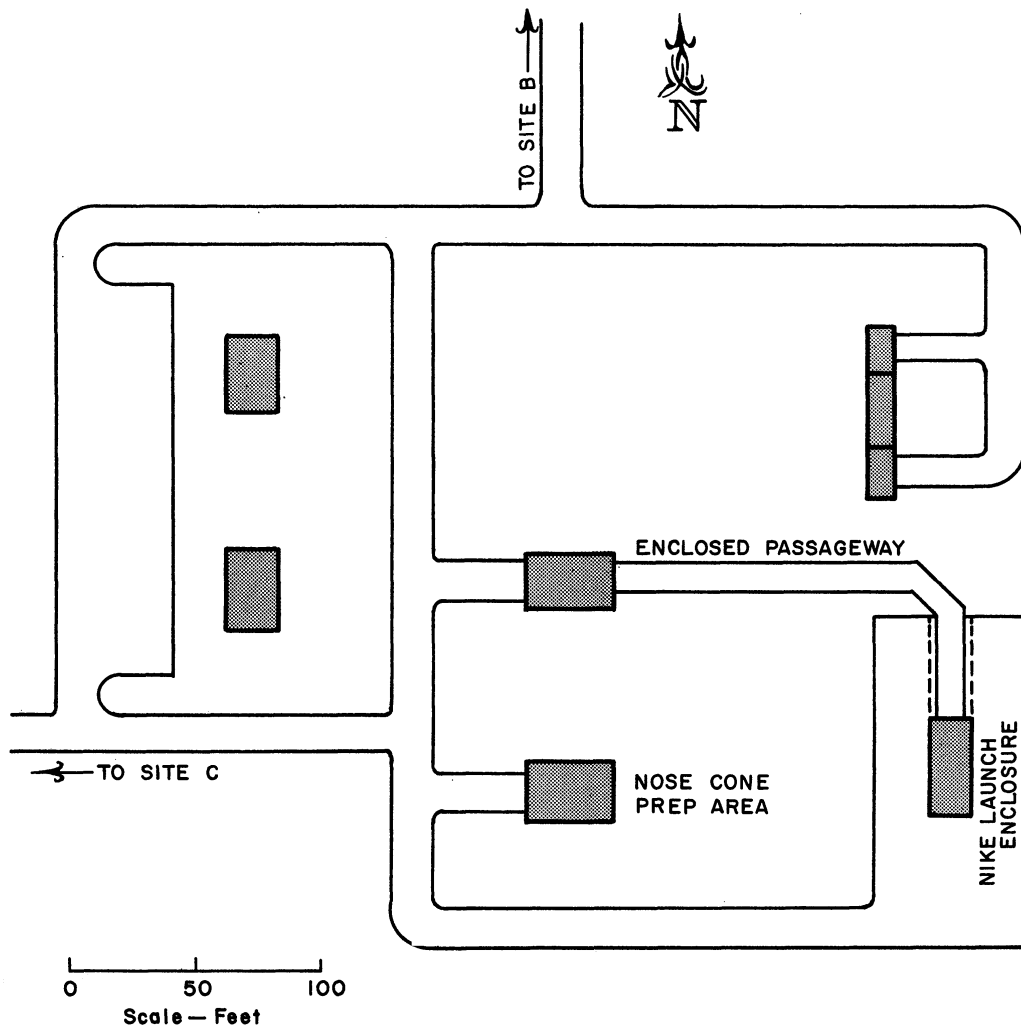 TO SITE B
N
ENCLOSED PASSAGEWAY
TO SITE C
NOSE CONE
PREP AREA
NIKE LAUNCH
ENCLOSURE
0 50 100
Scale — Feet